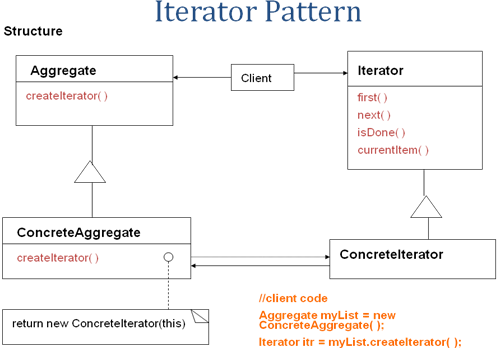 Iterator Pattern
Structure
Aggregate
createIterator( )
Client
Iterator
first( )
next( )
isDone( )
currentItem( )
ConcreteAggregate
createIterator( )
ConcreteIterator
return new ConcreteIterator(this)
//client code
Aggregate myList = new
ConcreteAggregate( );
Iterator itr = myList.createIterator( );